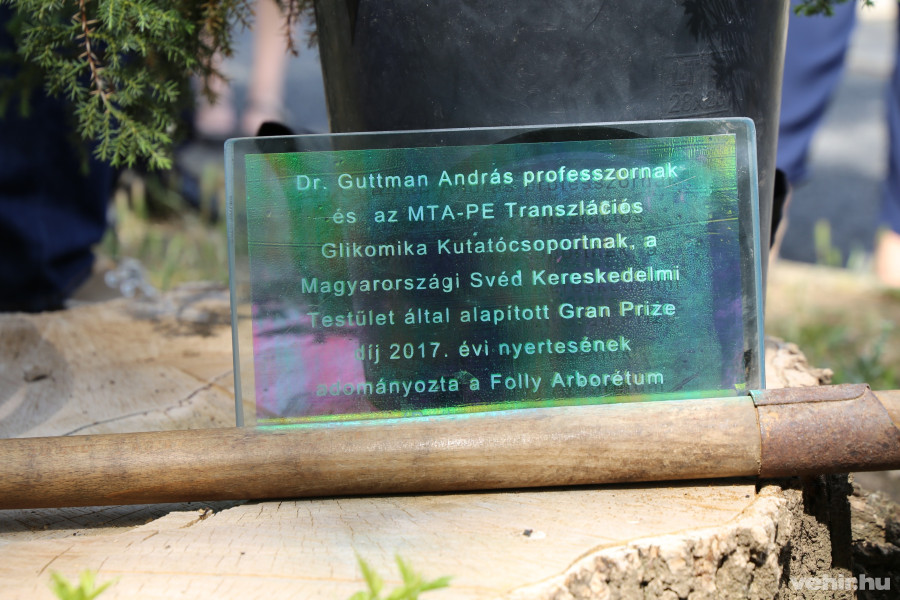 Dr. Guttman András professzornak
és az MTA-PE Transzlációs
Glikomika Kutatócsoportnak, a
Magyarországi Svéd Kereskedelmi
Testület által alapított Gran Prize
díj 2017. évi nyertesének
adományozta a Folly Arborétum
vehir.hu